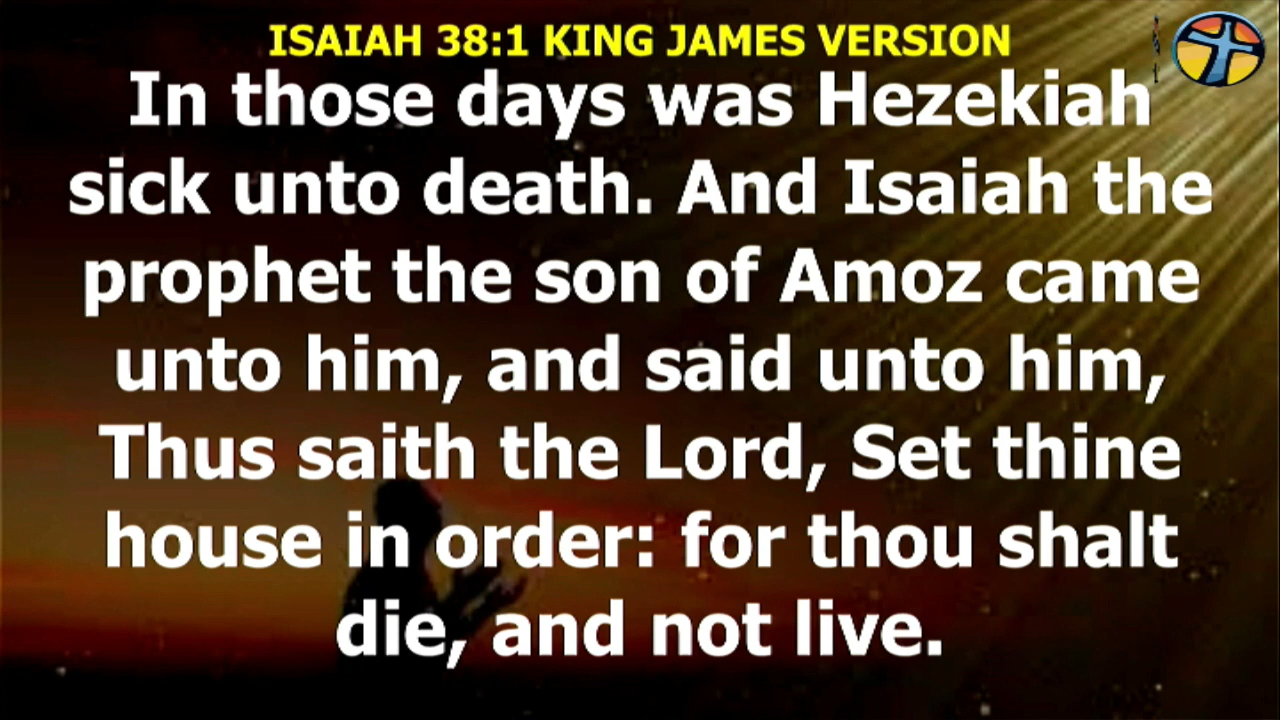 ISAIAH 38:1 KING JAMES VERSION
In those days was Hezekiah
sick unto death. And Isaiah the
prophet the son of Amoz came
unto him, and said unto him,
Thus saith the Lord, Set thine
house in order: for thou shalt
die, and not live.